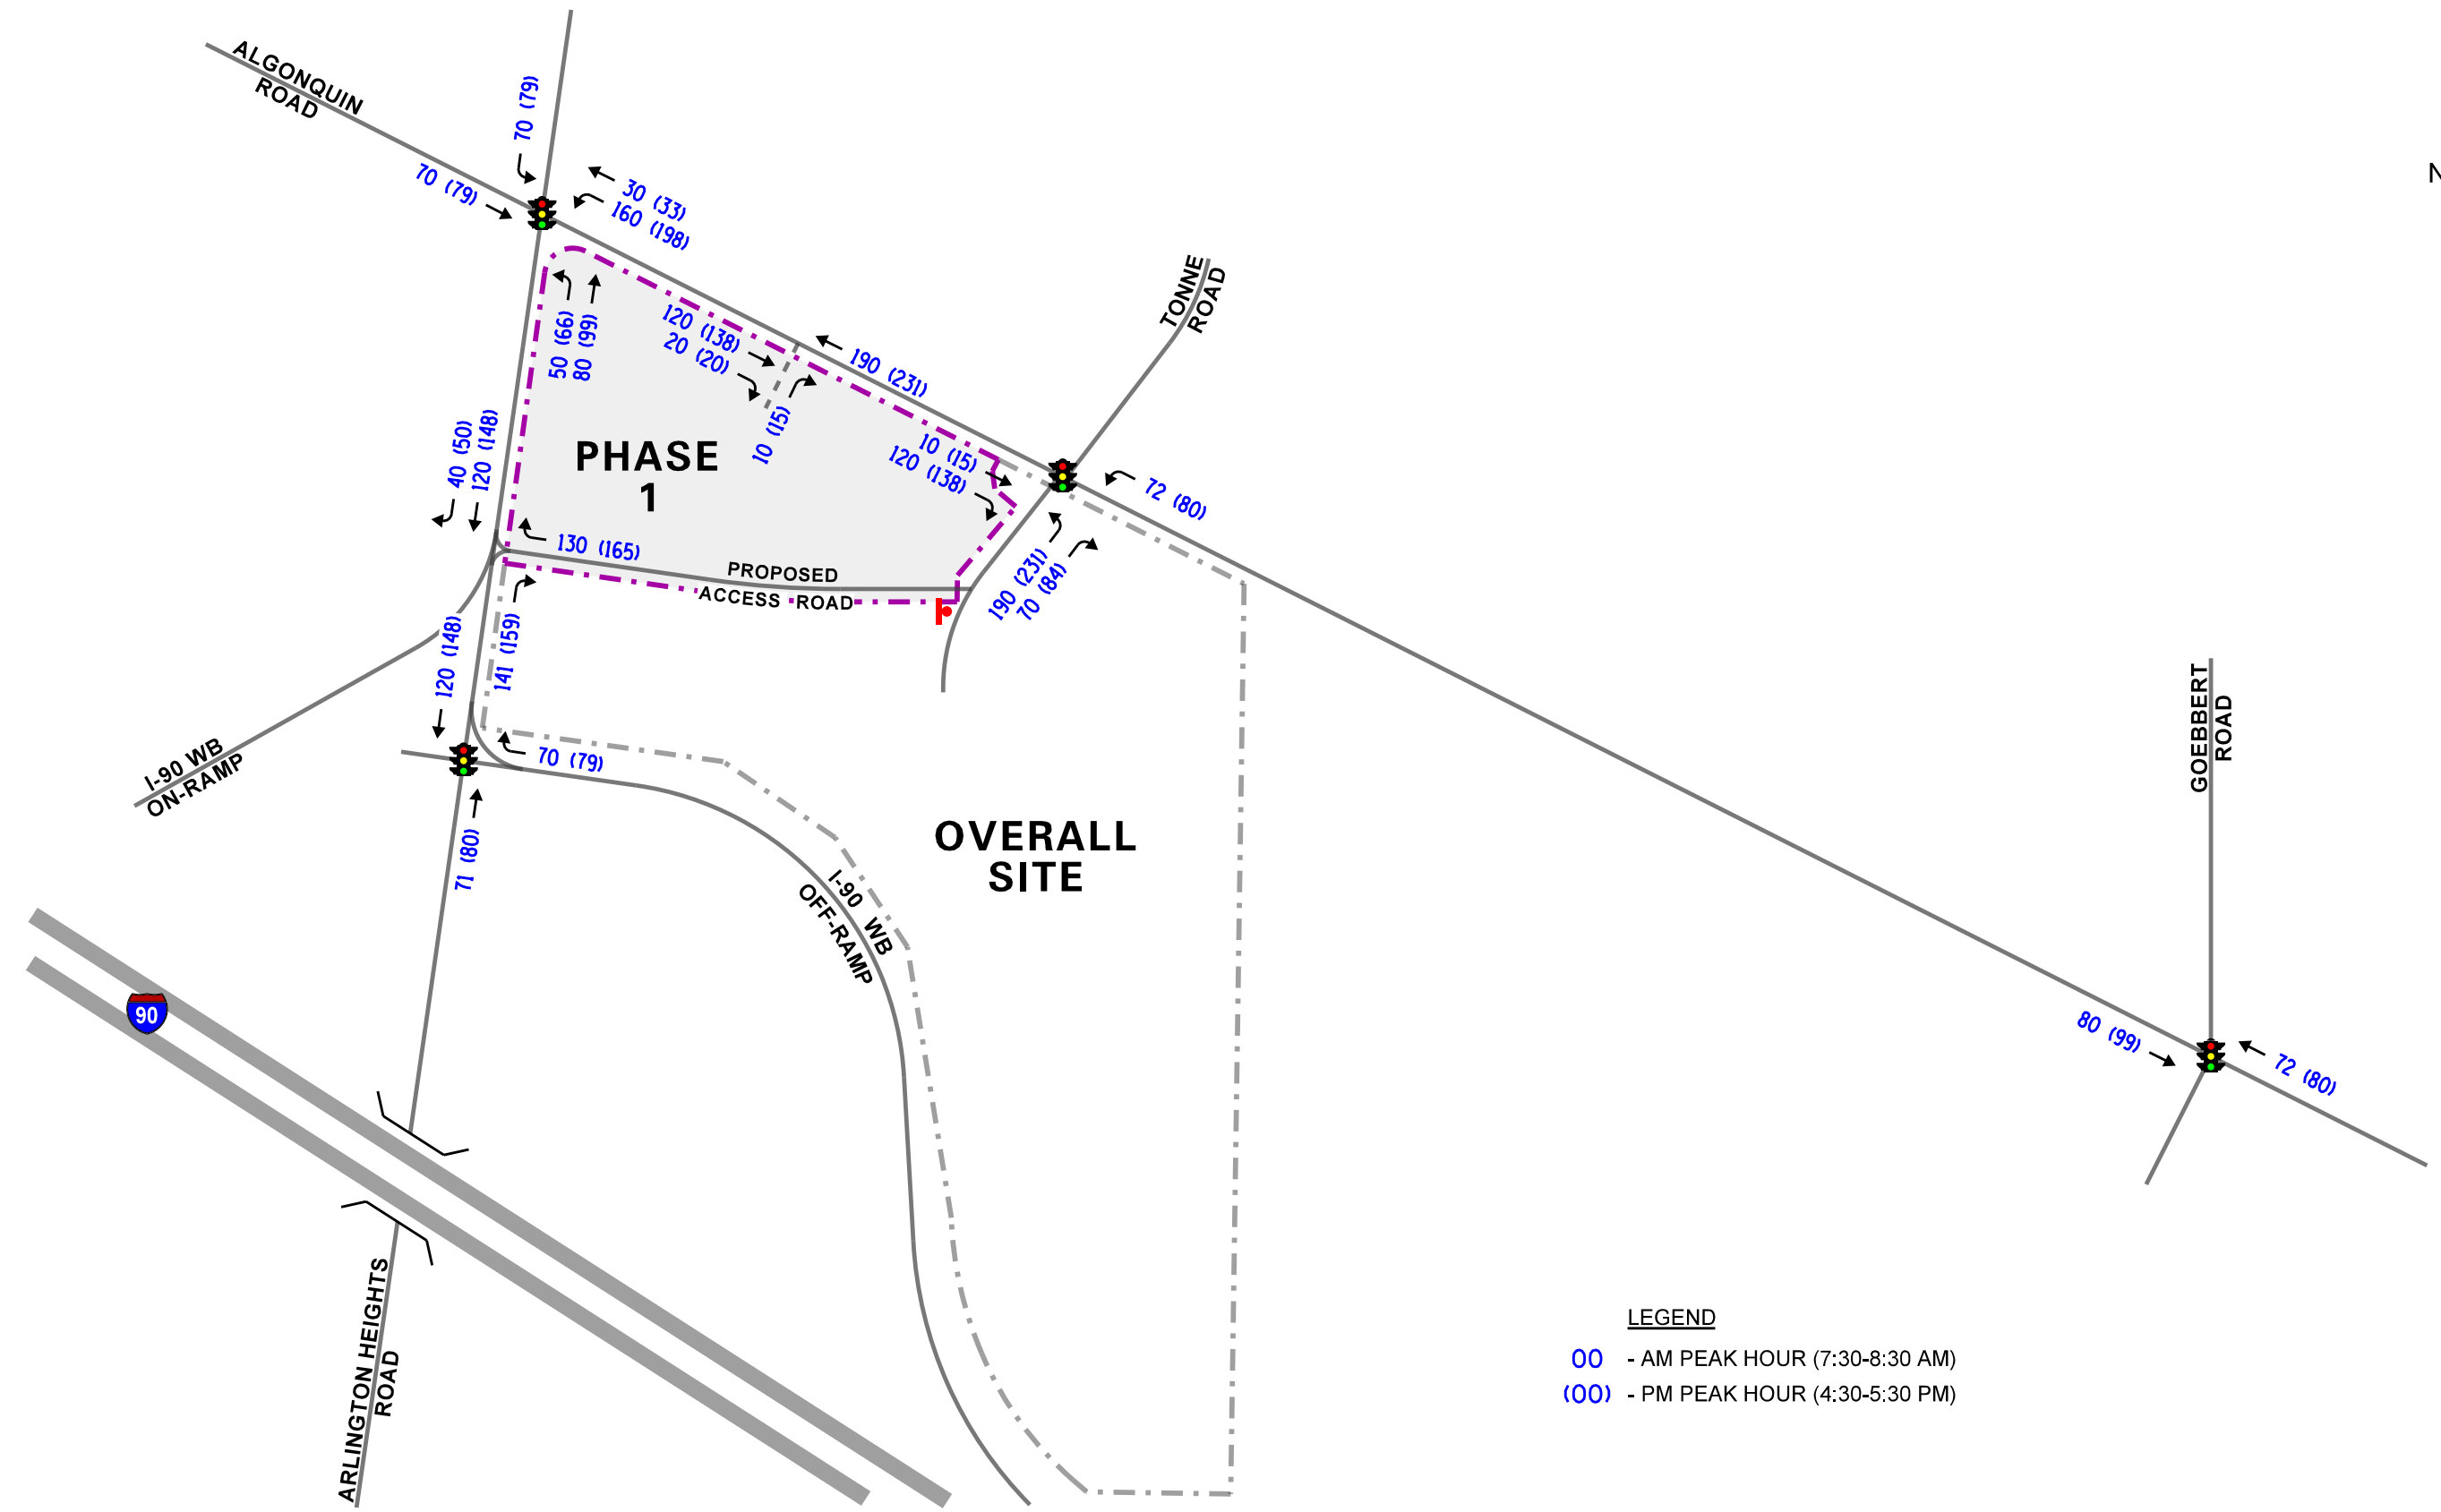 ALGONQUIN
ROAD
70 (79)
70 (79)
30 (33)
160 (198)
N
TONNE
ROAD
50 (66)
80 (99)
120 (138)
20 (20)
190 (231)
10 (15)
10 (15)
120 (138)
72 (80)
40 (50)
120 (148)
PHASE
1
130 (165)
PROPOSED
ACCESS ROAD
190 (231)
70 (84)
120 (148)
141 (159)
I-90 WB
ON-RAMP
70 (79)
GOEBBERT
ROAD
71 (80)
OVERALL
SITE
I-90 WB
OFF-RAMP
90
80 (99)
72 (80)
ARLINGTON HEIGHTS
ROAD
LEGEND
00 - AM PEAK HOUR (7:30-8:30 AM)
(00) - PM PEAK HOUR (4:30-5:30 PM)